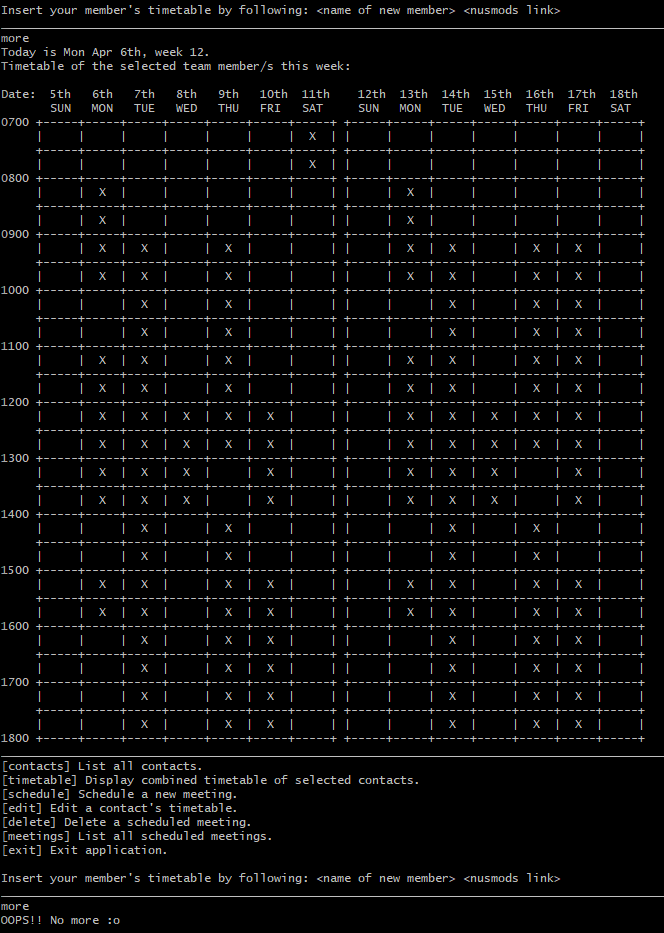 Insert your member's timetable by following: <name of new member> <nusmods link>
more
Today is Mon Apr 6th, week 12.
Timetable of the selected team member/s this week:
Date: 5th 6th 7th 8th 9th 10th 11th 12th 13th 14th 15th 16th 17th 18th
SUN MON TUE WED THU FRI SAT SUN MON TUE WED THU FRI SAT
0700
X
X
0800
X X
X X
0900
X X X X X X X
X X X X X X X
1000
X X X X X
X X X X X
1100
X X X X X X X
X X X X X X X
1200
X X X X X X X X X X
X X X X X X X X X X
1300
X X X X X X X X
X X X X X X X X
1400
X X X X
X X X X
1500
X X X X X X X X
X X X X X X X X
1600
X X X X X X
X X X X X X
1700
X X X X X X
X X X X X X
1800
[contacts] List all contacts.
[timetable] Display combined timetable of selected contacts.
[schedule] Schedule a new meeting.
[edit] Edit a contact's timetable.
[delete] Delete a scheduled meeting.
[meetings] List all scheduled meetings.
[exit] Exit application.
Insert your member's timetable by following: <name of new member> <nusmods link>
more
OOPS!! No more :o